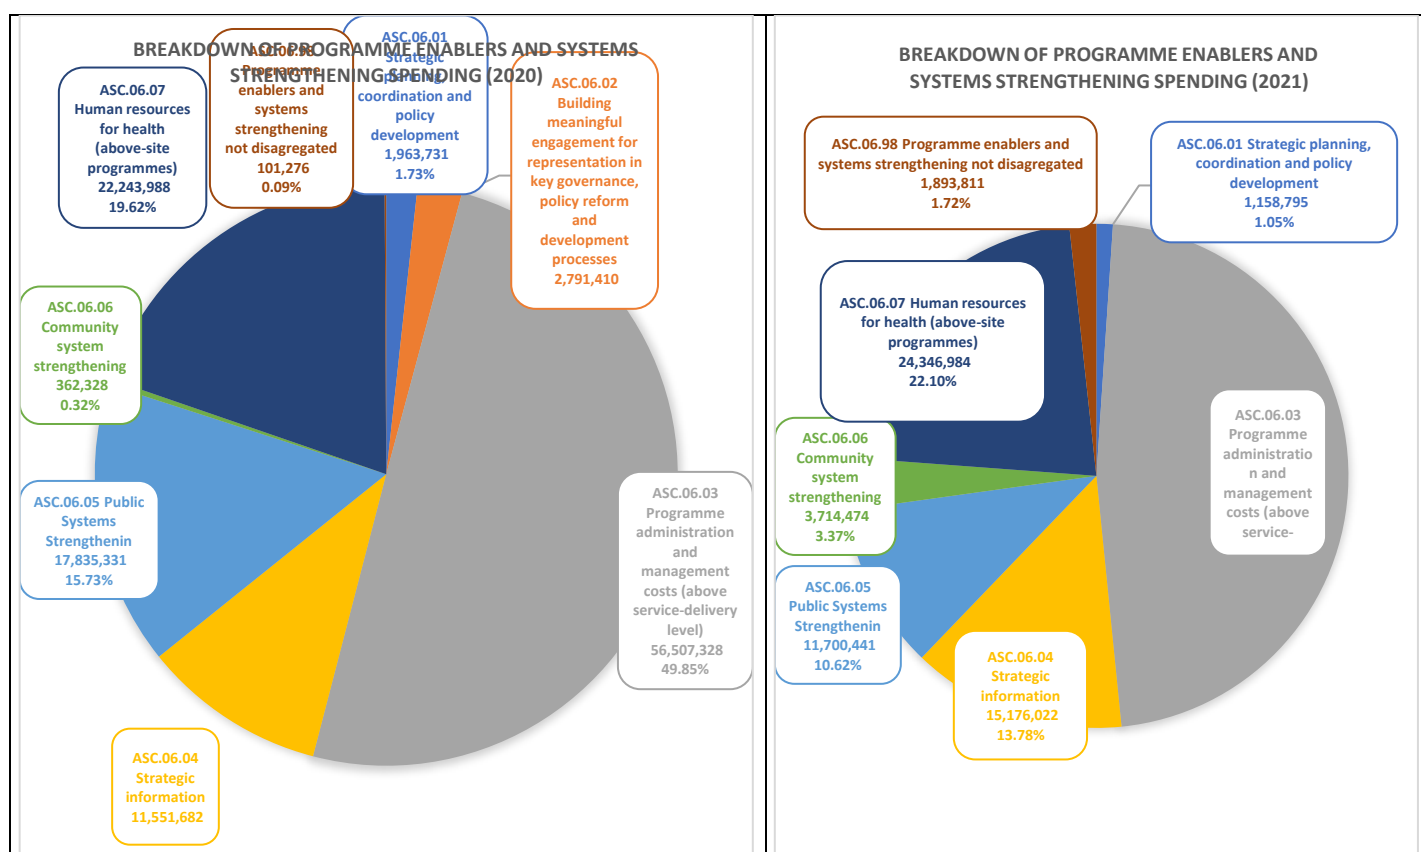 BREAKDOWN OF PROGRAMME ENABLERS AND SYSTEMS
STRENGTHENING SPENDING (2020)
ASC.06.07
Human resources
for health
(above-site
programmes)
22,243,988
19.62%
ASC.06.98
Programme
enablers and
systems
strengthening
not disagregated
101,276
0.09%
ASC.06.01
Strategic
planning,
coordination and
policy
development
1,963,731
1.73%
ASC.06.02
Building
meaningful
engagement for
representation in
key governance,
policy reform
and
development
processes
2,791,410
ASC.06.06
Community
system
strengthening
362,328
0.32%
ASC.06.05 Public
Systems
Strengthenin
17,835,331
15.73%
ASC.06.03
Programme
administration
and
management
costs (above
service-delivery
level)
56,507,328
49.85%
ASC.06.04
Strategic
information
11,551,682
BREAKDOWN OF PROGRAMME ENABLERS AND
SYSTEMS STRENGTHENING SPENDING (2021)
ASC.06.98 Programme enablers and
systems strengthening not disagregated
1,893,811
1.72%
ASC.06.01 Strategic planning,
coordination and policy
development
1,158,795
1.05%
ASC.06.07 Human resources
for health (above-site
programmes)
24,346,984
22.10%
ASC.06.03
Programme
administratio
n and
management
costs (above
service-
ASC.06.06
Community
system
strengthening
3,714,474
3.37%
ASC.06.05
Public Systems
Strengthenin
11,700,441
10.62%
ASC.06.04
Strategic
information
15,176,022
13.78%